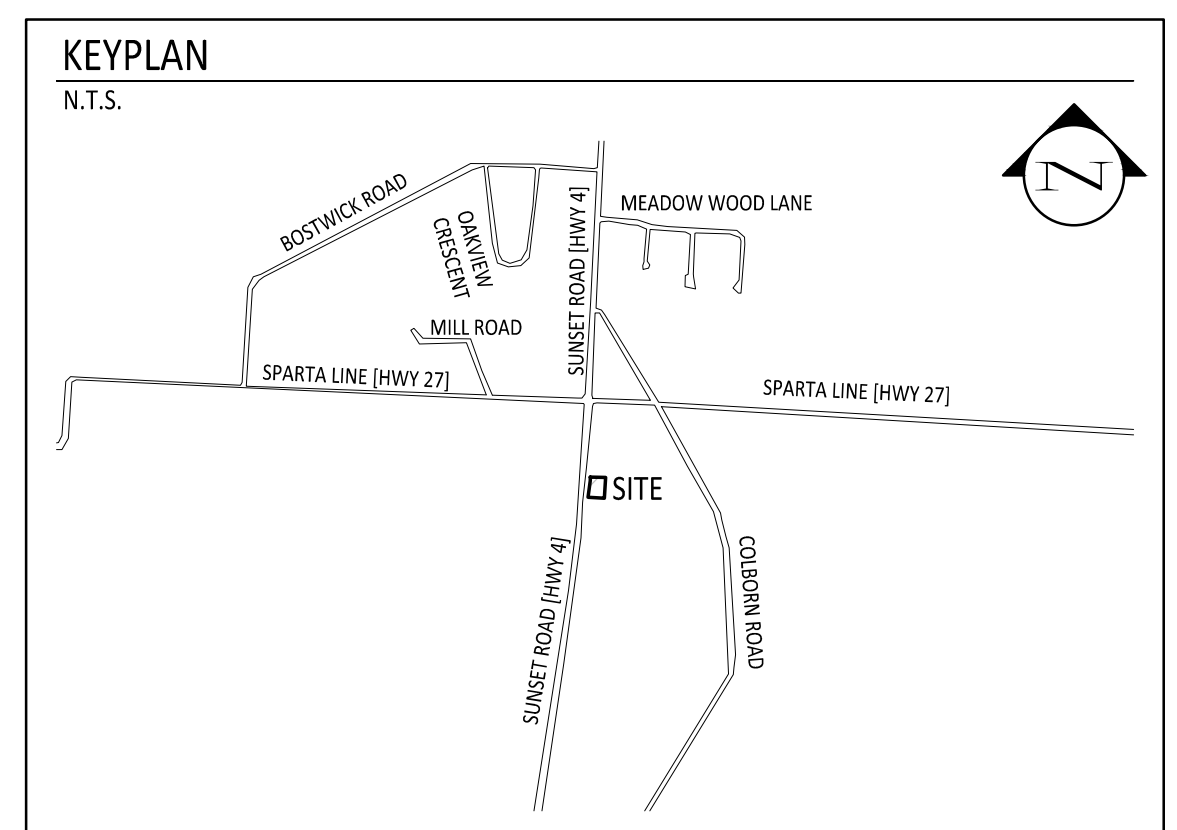 KEYPLAN
N.T.S.
N
BOSTWICK ROAD
OAKVIEW
CRESCENT
SUNSET ROAD [HWY 4]
MEADOW WOOD LANE
MILL ROAD
SPARTA LINE [HWY 27]
SPARTA LINE [HWY 27]
SITE
SUNSET ROAD [HWY 4]
COLBORN ROAD